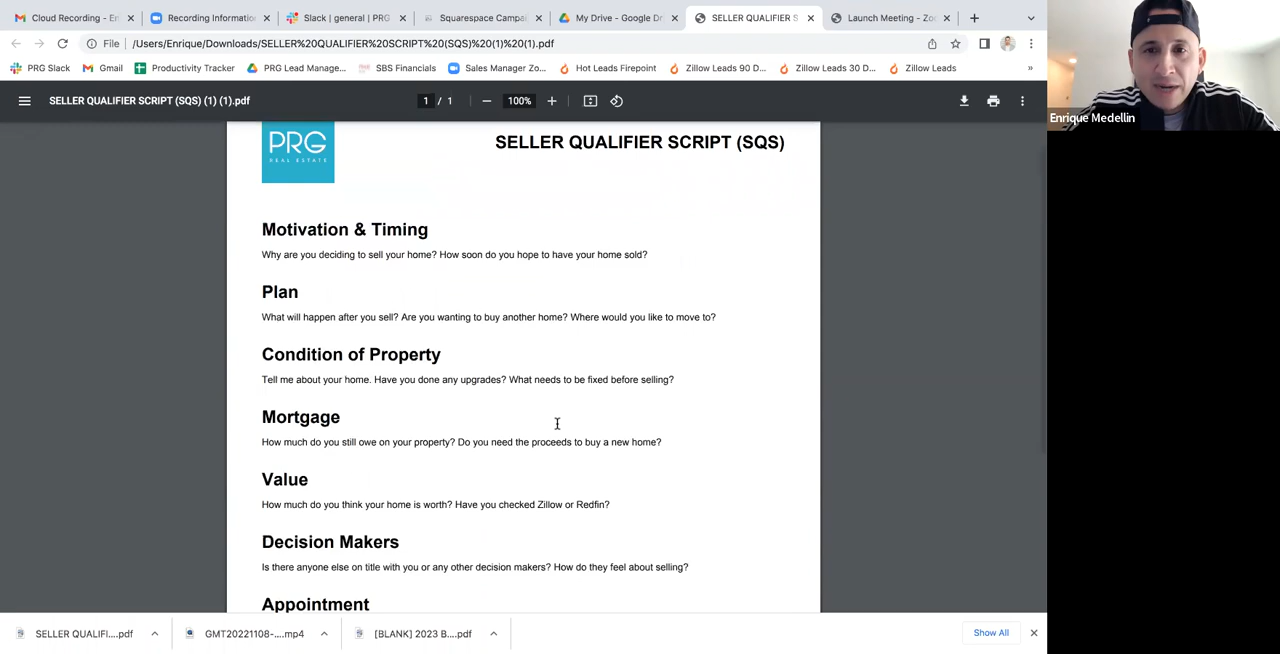 Cloud Recording - En
Recording Informatio
Slack | general | PRG
Squarespace Campai
My Drive - Google Dr
SELLER QUALIFIER S
Launch Meeting - Zoo
File
/Users/Enrique/Downloads/SELLER%20QUALIFIER%20SCRIPT%20(SQS)%20(1)%20(1).pdf
PRG Slack
Gmail
Productivity Tracker
PRG Lead Manage...
SBS Financials
Sales Manager Zo...
Hot Leads Firepoint
Zillow Leads 90 D...
Zillow Leads 30 D...
Zillow Leads
»
SELLER QUALIFIER SCRIPT (SQS) (1) (1).pdf
1 / 1
100%
Enrique Medellin
PRG
REAL ESTATE
SELLER QUALIFIER SCRIPT (SQS)
Motivation & Timing
Why are you deciding to sell your home? How soon do you hope to have your home sold?
Plan
What will happen after you sell? Are you wanting to buy another home? Where would you like to move to?
Condition of Property
Tell me about your home. Have you done any upgrades? What needs to be fixed before selling?
Mortgage
How much do you still owe on your property? Do you need the proceeds to buy a new home?
Value
How much do you think your home is worth? Have you checked Zillow or Redfin?
Decision Makers
Is there anyone else on title with you or any other decision makers? How do they feel about selling?
Appointment
SELLER QUALIFI....pdf
GMT20221108-....mp4
[BLANK] 2023 B....pdf
Show All